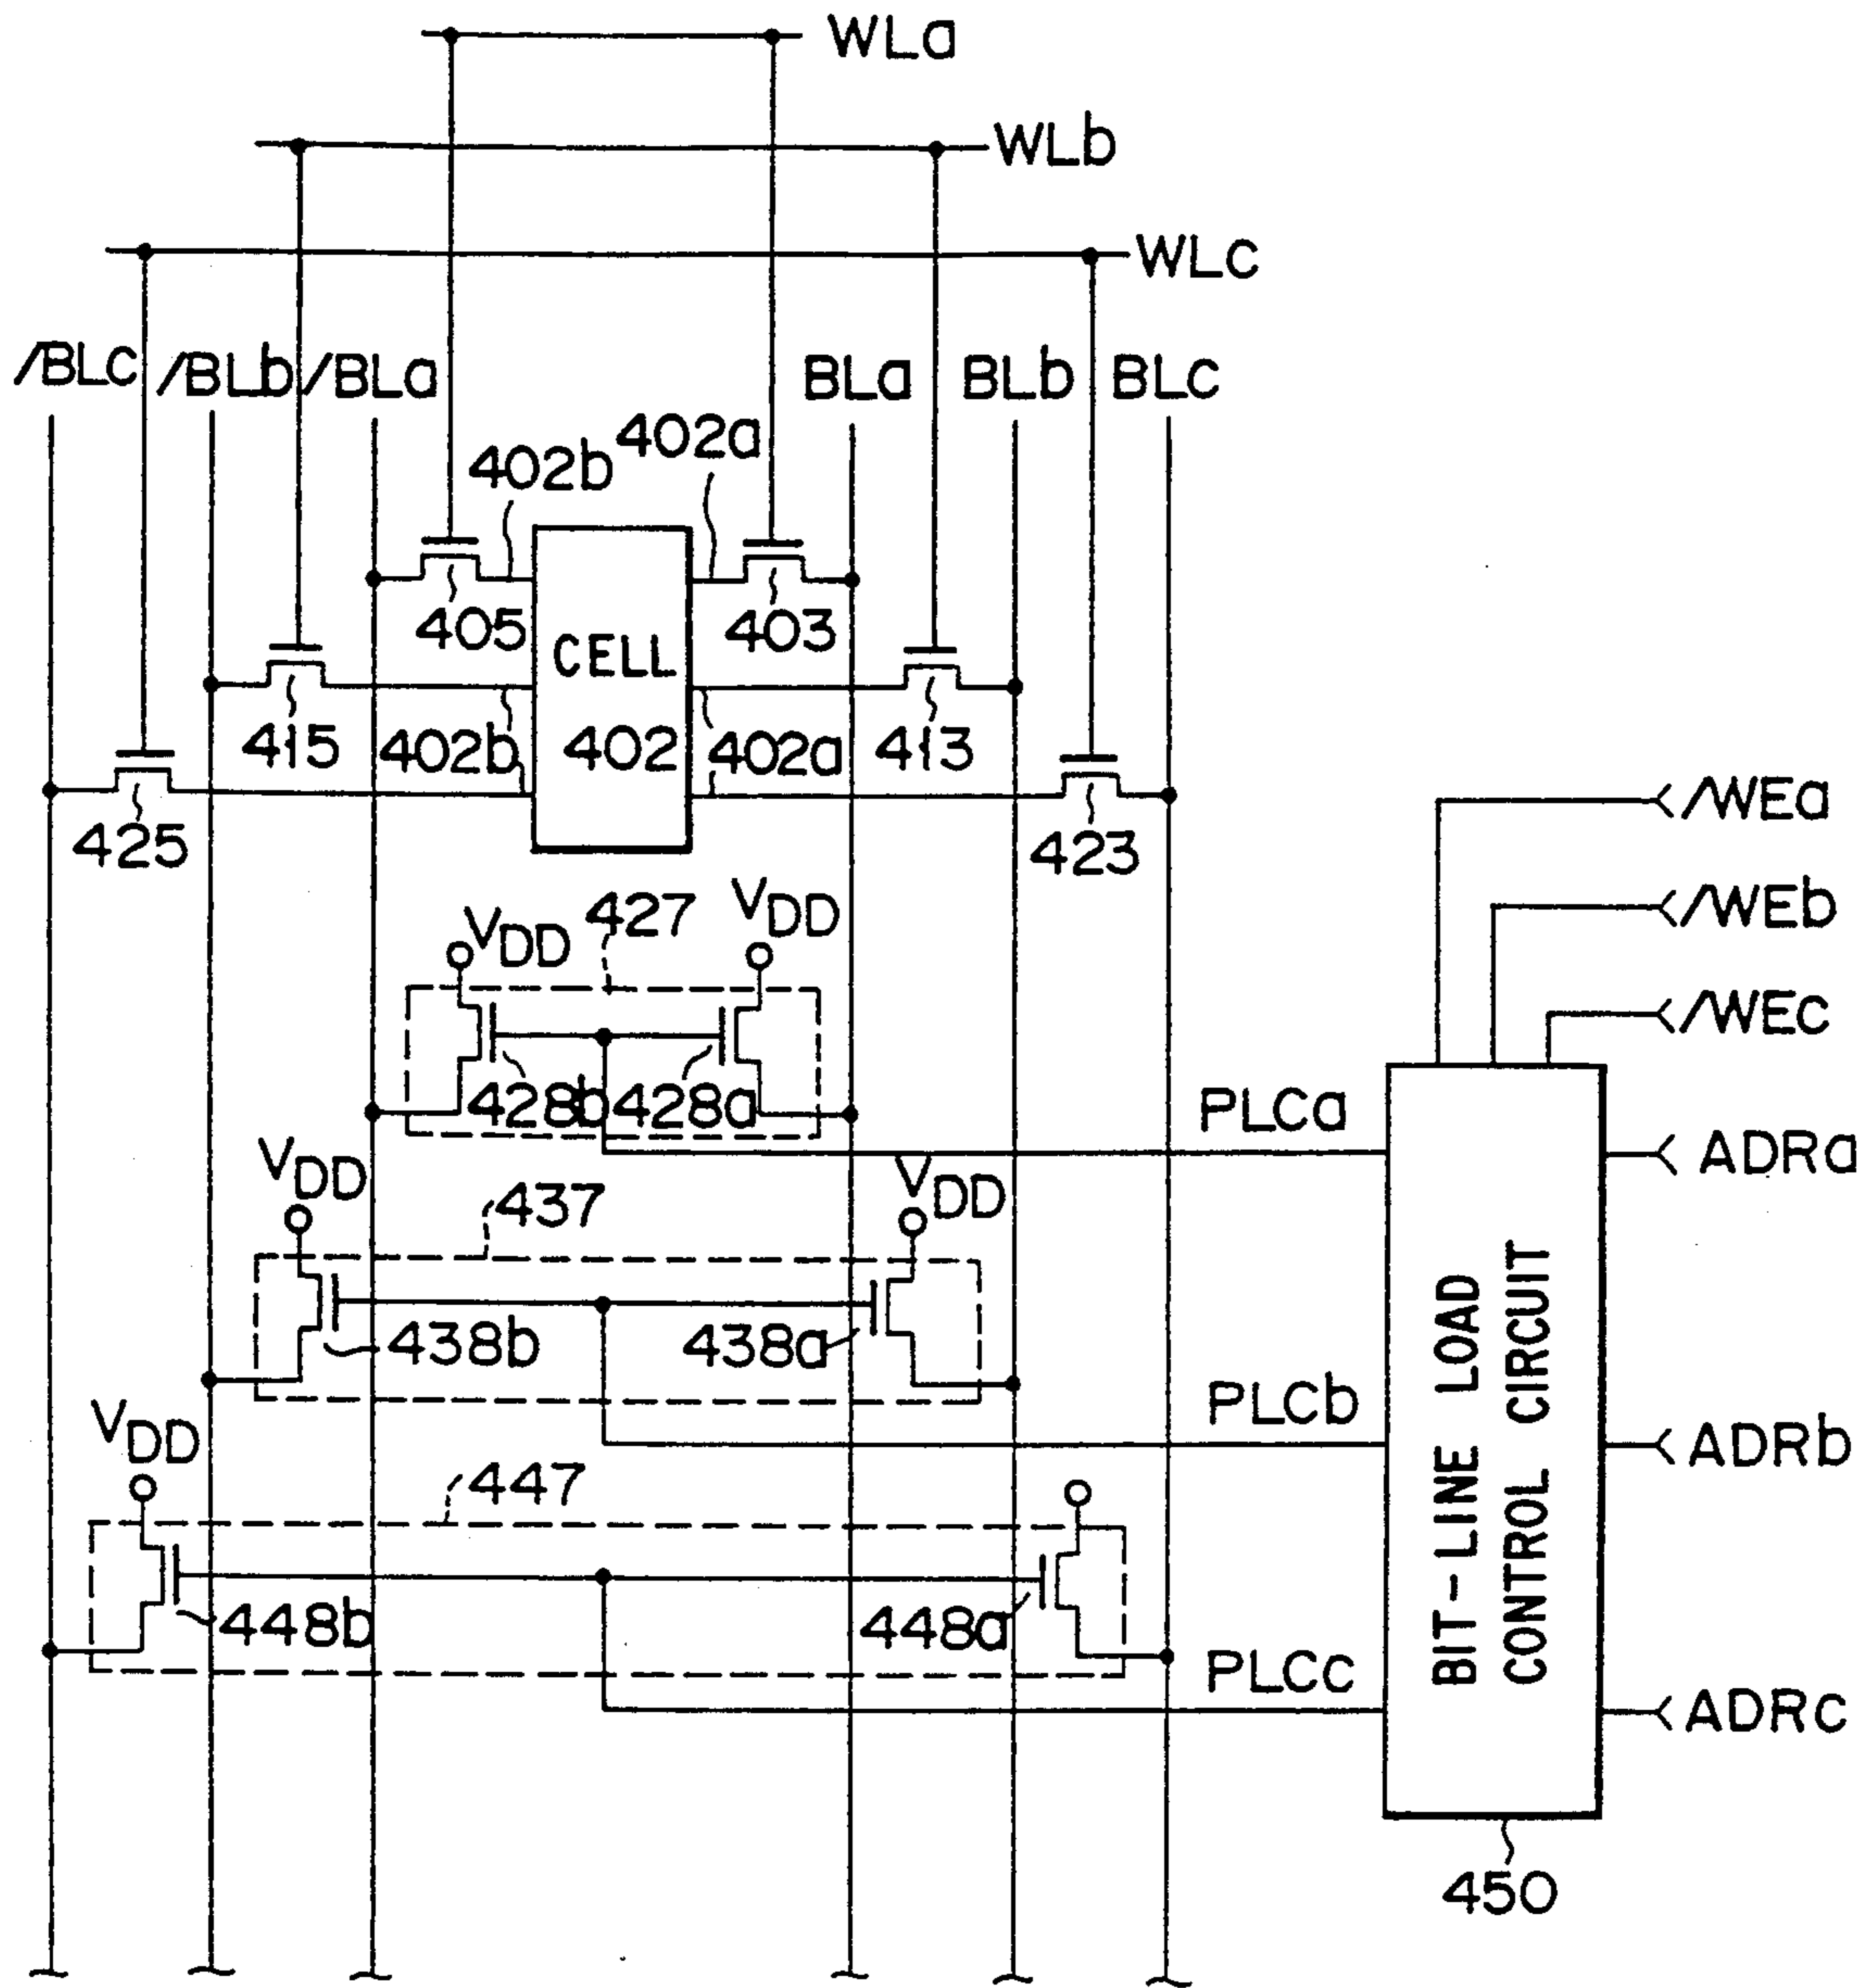 WLa
WLb
WLc
/BLc /BLb /BLa BLa BLb BLc
402b 402a
405 403
CELL
402
415 402b 402a 413
425 423
/WEa
/WEb
/WEc
VDD 427 VDD
428b 428a
PLCa
ADRa
VDD 437 VDD
438b 438a
PLCb
ADRb
VDD 447
448b 448a
PLCc
ADRc
BIT-LINE LOAD
CONTROL CIRCUIT
450